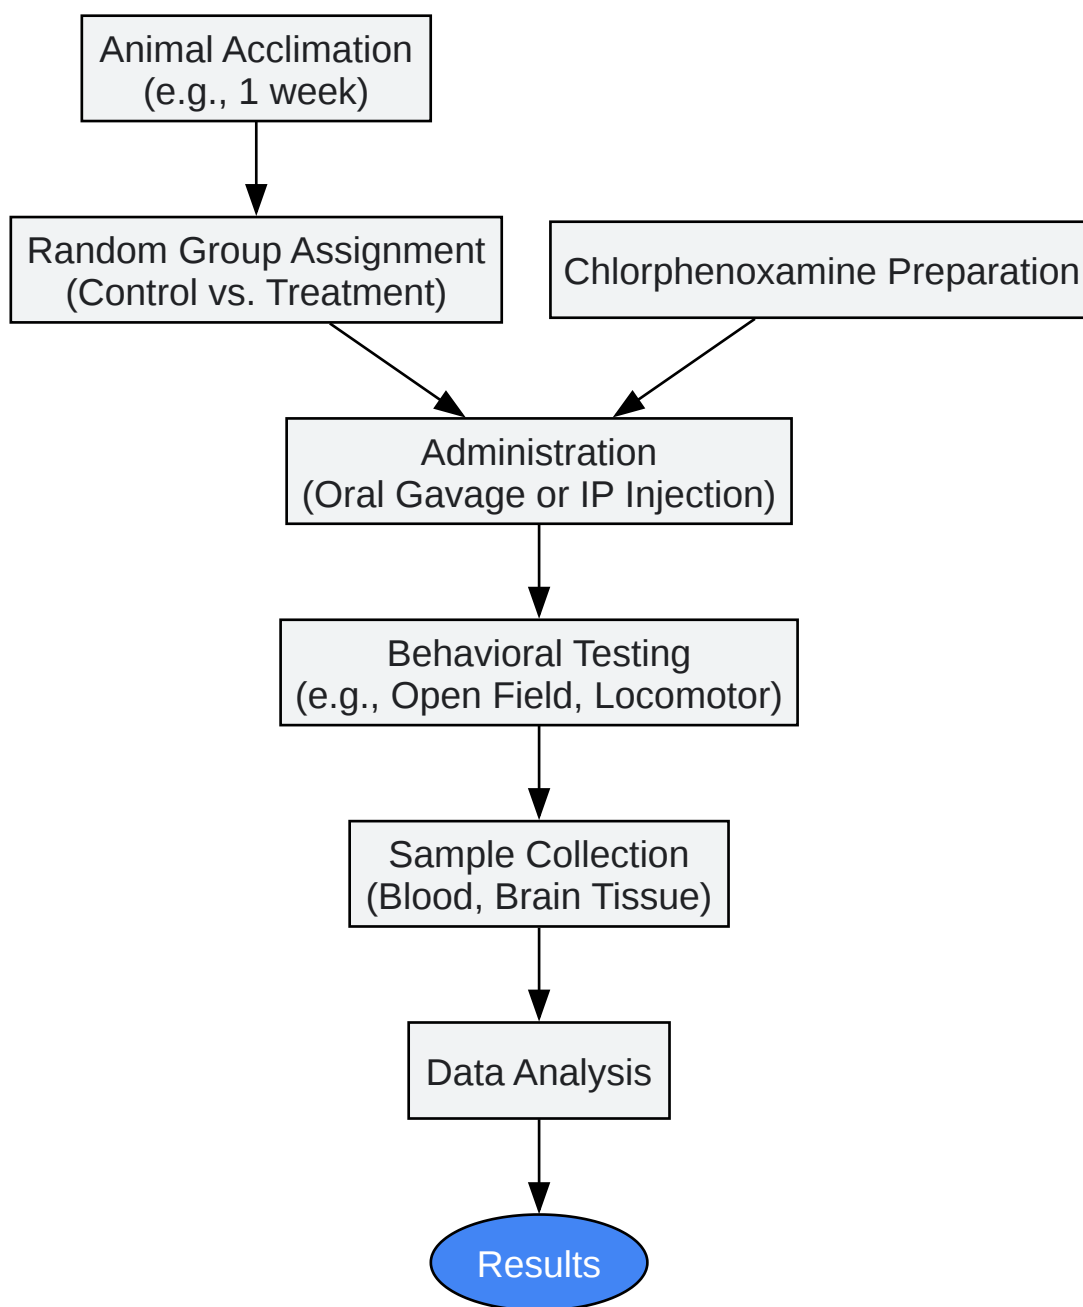 Animal Acclimation
(e.g., 1 week)
Random Group Assignment
(Control vs. Treatment)
Chlorphenoxamine Preparation
Administration
(Oral Gavage or IP Injection)
Behavioral Testing
(e.g., Open Field, Locomotor)
Sample Collection
(Blood, Brain Tissue)
Data Analysis
Results